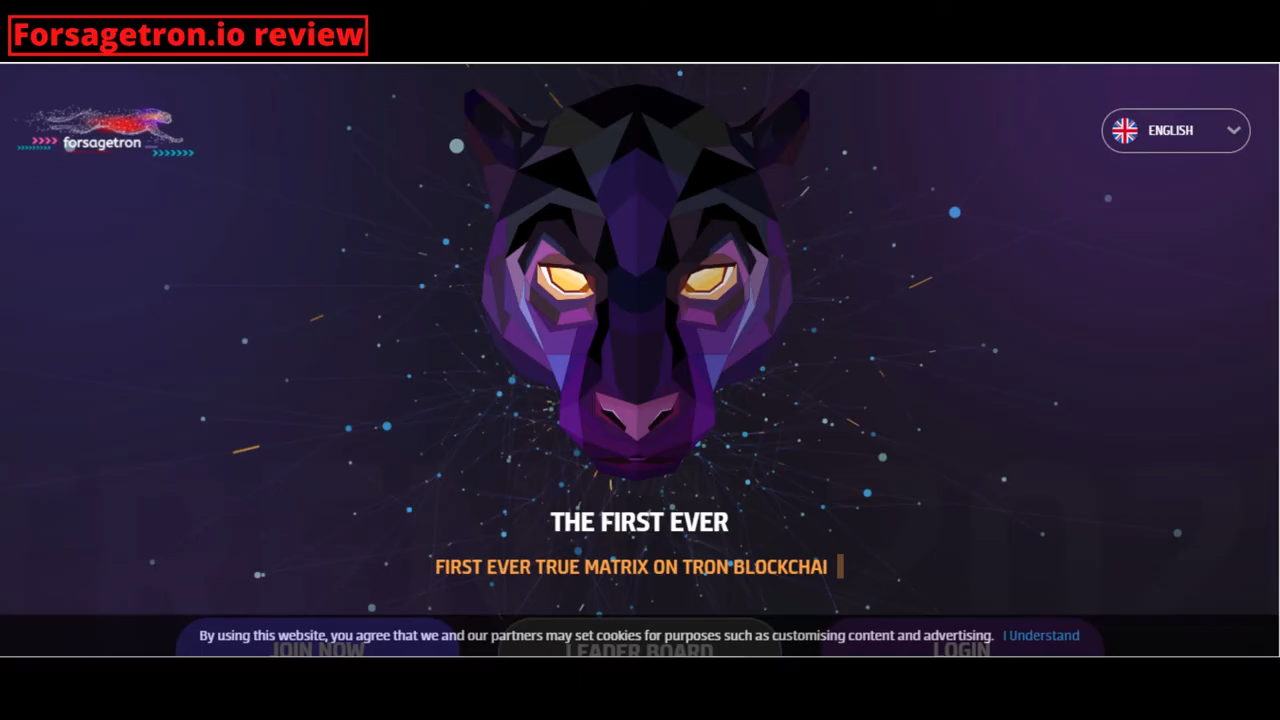 Forsagetron.io review
forsagetron
ENGLISH
THE FIRST EVER
FIRST EVER TRUE MATRIX ON TRON BLOCKCHAI
By using this website, you agree that we and our partners may set cookies for purposes such as customising content and advertising. I Understand
JOIN NOW
LEADER BOARD
LOGIN